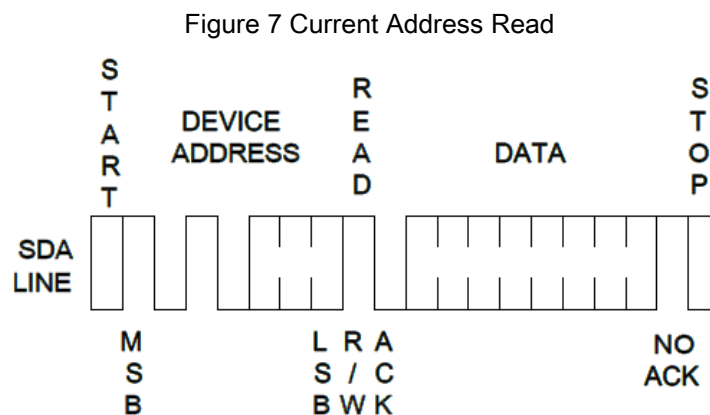 Figure 7 Current Address Read
START
DEVICE
ADDRESS
READ
DATA
STOP
SDA
LINE
MSB
LSB
R/W
ACK
NO
ACK